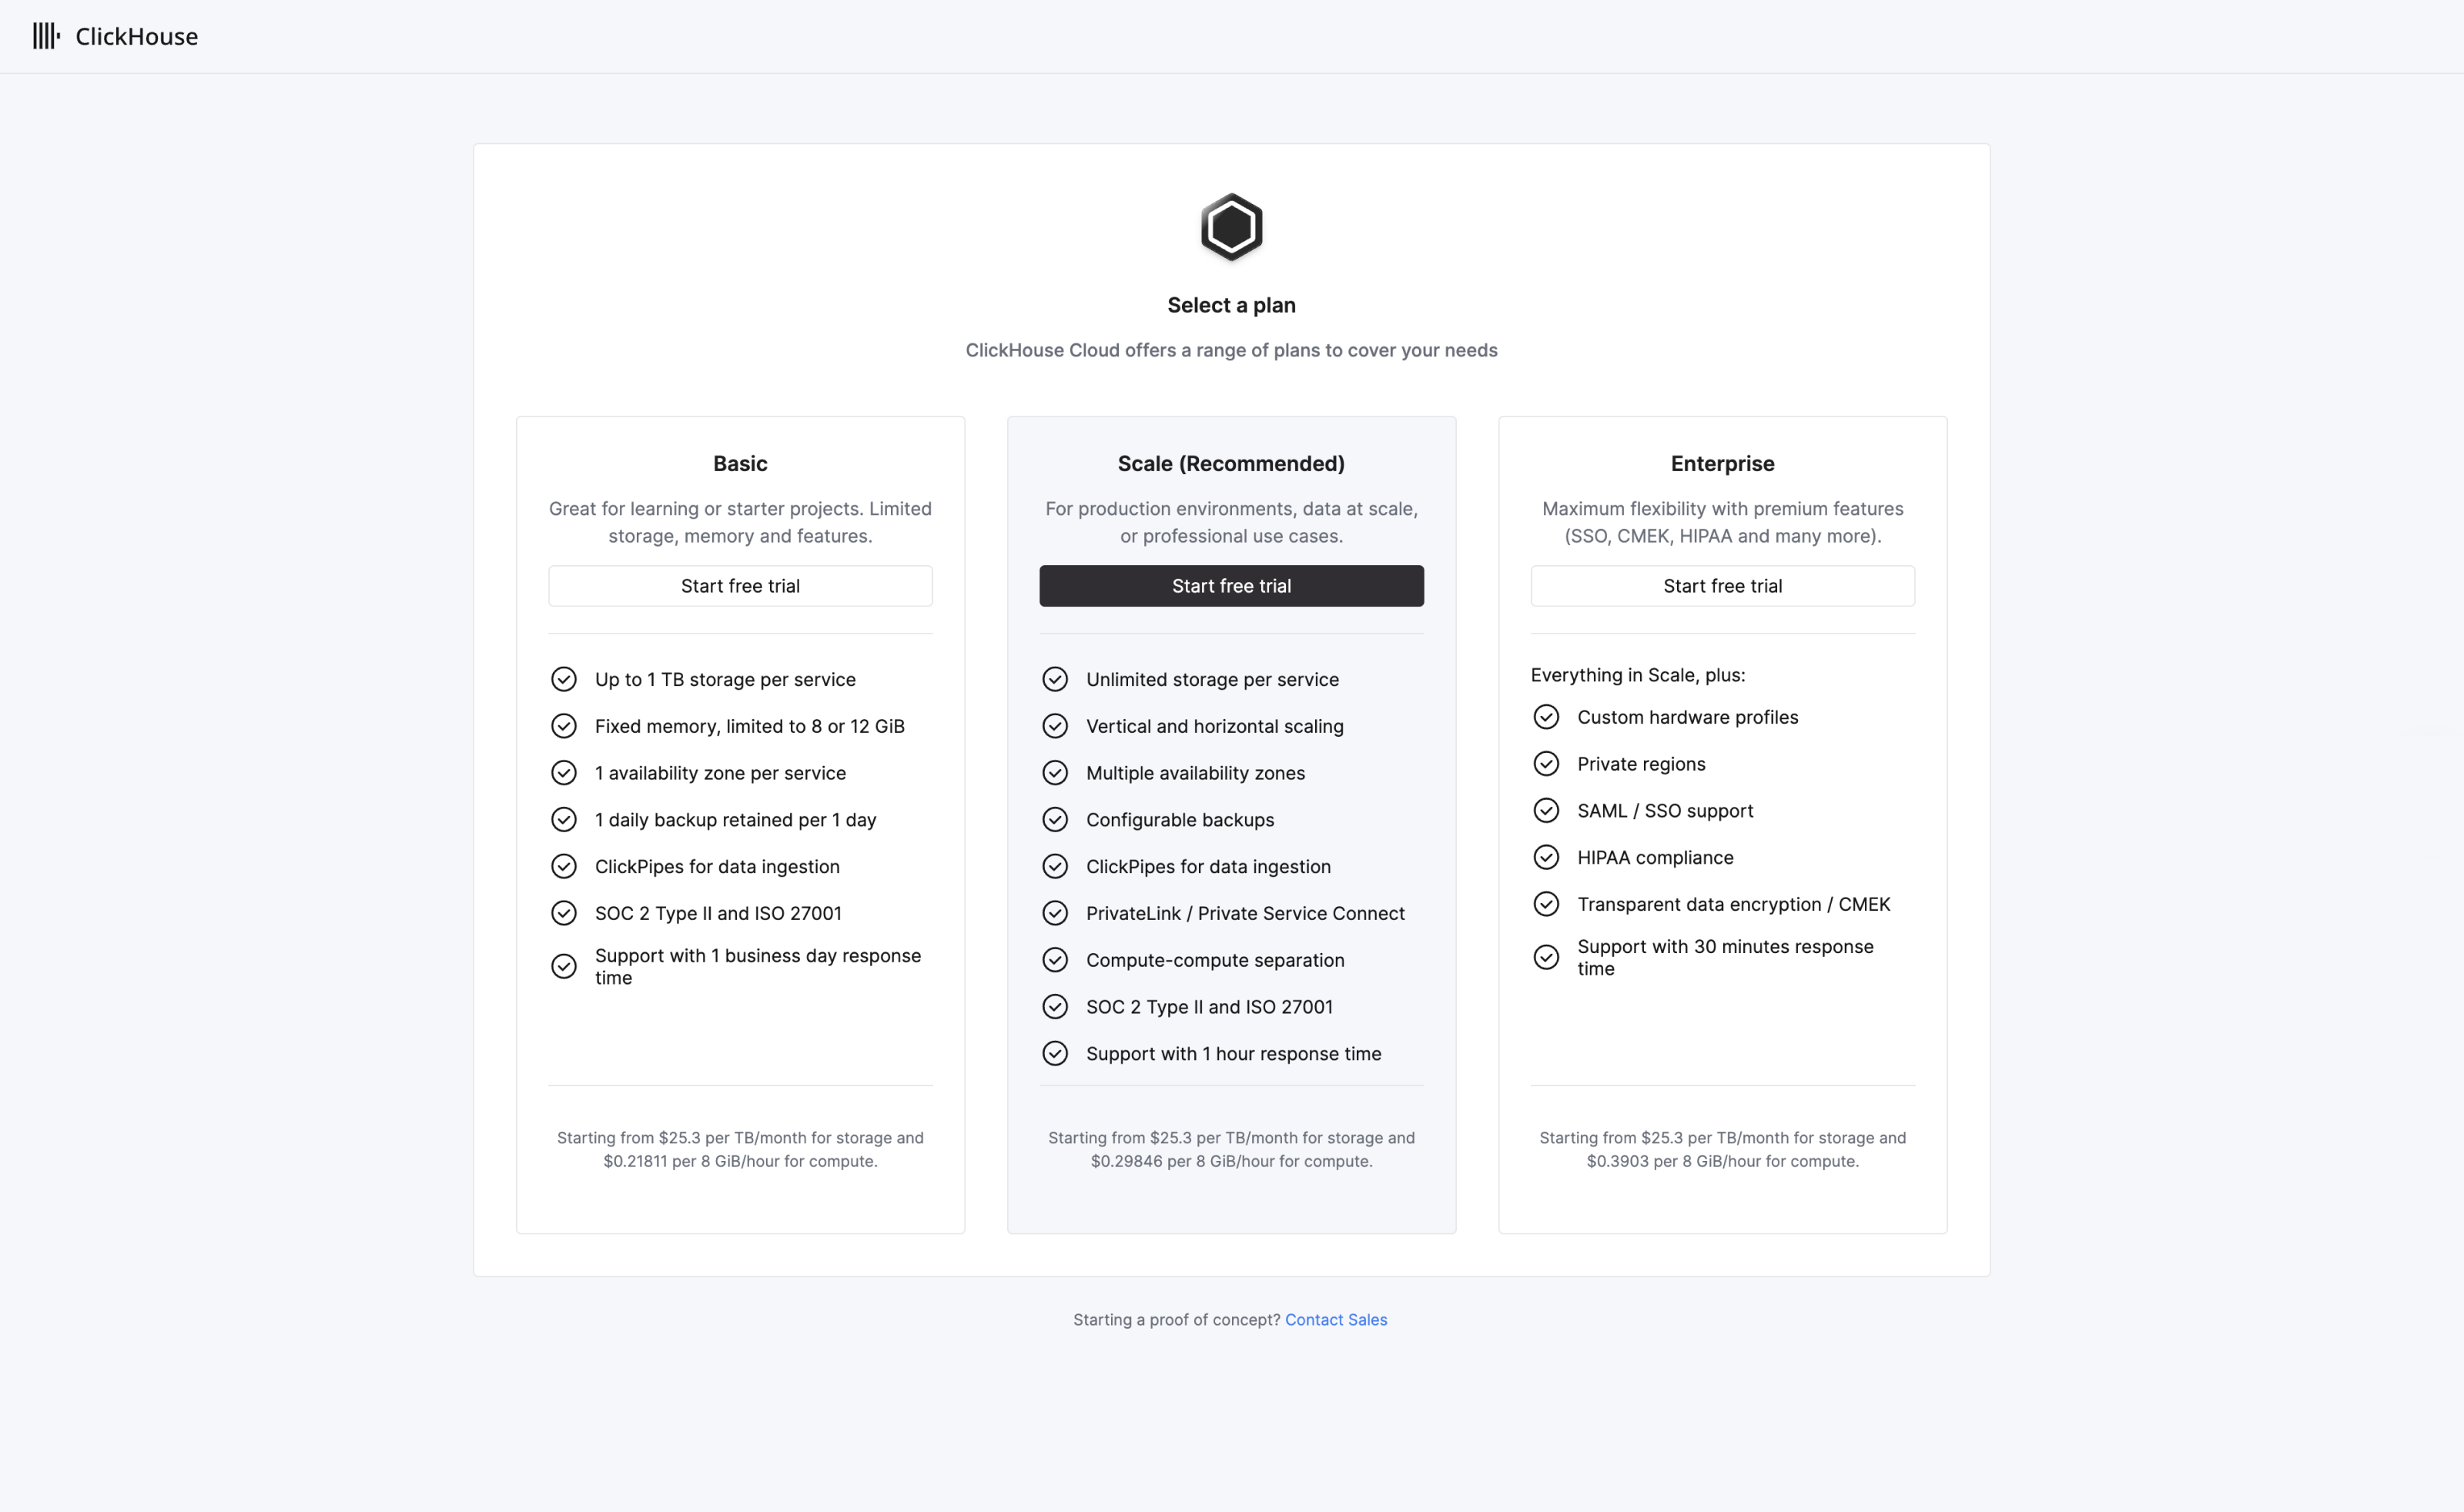 ClickHouse
Select a plan
ClickHouse Cloud offers a range of plans to cover your needs
Basic
Great for learning or starter projects. Limited
storage, memory and features.
Start free trial
Up to 1 TB storage per service
Fixed memory, limited to 8 or 12 GiB
1 availability zone per service
1 daily backup retained per 1 day
ClickPipes for data ingestion
SOC 2 Type II and ISO 27001
Support with 1 business day response
time
Starting from $25.3 per TB/month for storage and
$0.21811 per 8 GiB/hour for compute.
Scale (Recommended)
For production environments, data at scale,
or professional use cases.
Start free trial
Unlimited storage per service
Vertical and horizontal scaling
Multiple availability zones
Configurable backups
ClickPipes for data ingestion
PrivateLink / Private Service Connect
Compute-compute separation
SOC 2 Type II and ISO 27001
Support with 1 hour response time
Starting from $25.3 per TB/month for storage and
$0.29846 per 8 GiB/hour for compute.
Enterprise
Maximum flexibility with premium features
(SSO, CMEK, HIPAA and many more).
Start free trial
Everything in Scale, plus:
Custom hardware profiles
Private regions
SAML / SSO support
HIPAA compliance
Transparent data encryption / CMEK
Support with 30 minutes response
time
Starting from $25.3 per TB/month for storage and
$0.3903 per 8 GiB/hour for compute.
Starting a proof of concept? Contact Sales